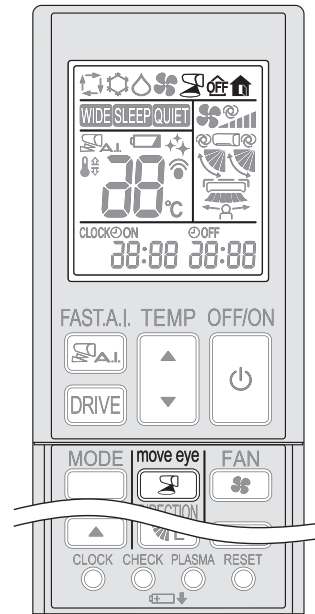 OFF
WIDE SLEEP QUIET
A.I.
88 °C
CLOCK ON OFF
88:88 88:88
FAST.A.I. TEMP OFF/ON
A.I.
DRIVE
MODE move eye FAN
CLOCK CHECK PLASMA RESET